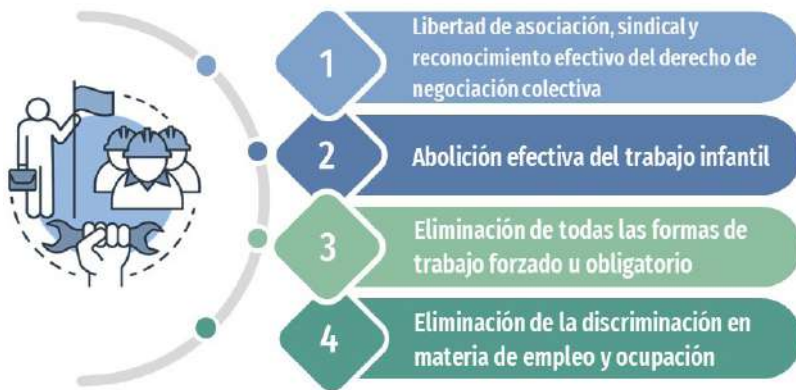 1
Libertad de asociación, sindical y
reconocimiento efectivo del derecho de
negociación colectiva
2
Abolición efectiva del trabajo infantil
3
Eliminación de todas las formas de
trabajo forzado u obligatorio
4
Eliminación de la discriminación en
materia de empleo y ocupación